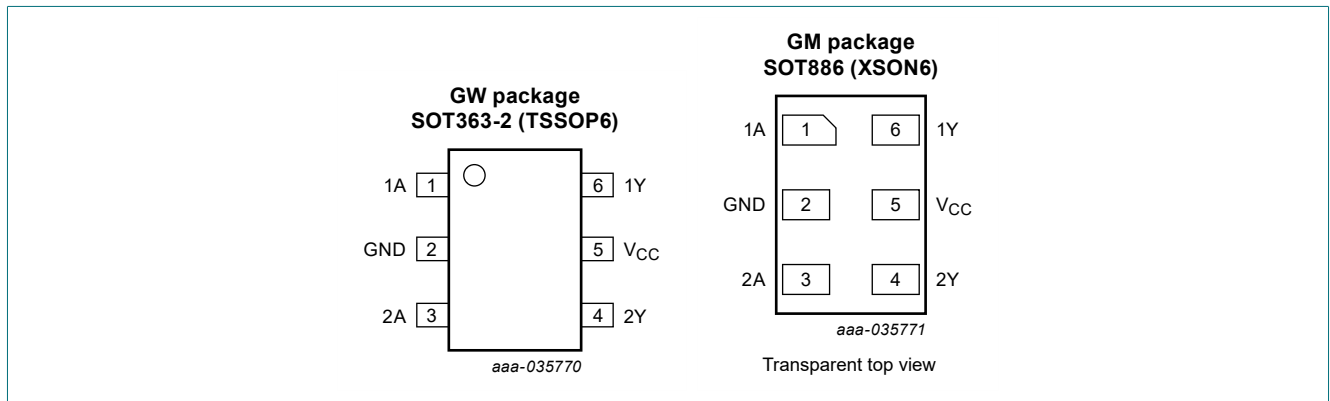 GW package
SOT363-2 (TSSOP6)
1A 1 6 1Y
GND 2 5 VCC
2A 3 4 2Y
aaa-035770
GM package
SOT886 (XSON6)
1A 1 6 1Y
GND 2 5 VCC
2A 3 4 2Y
aaa-035771
Transparent top view